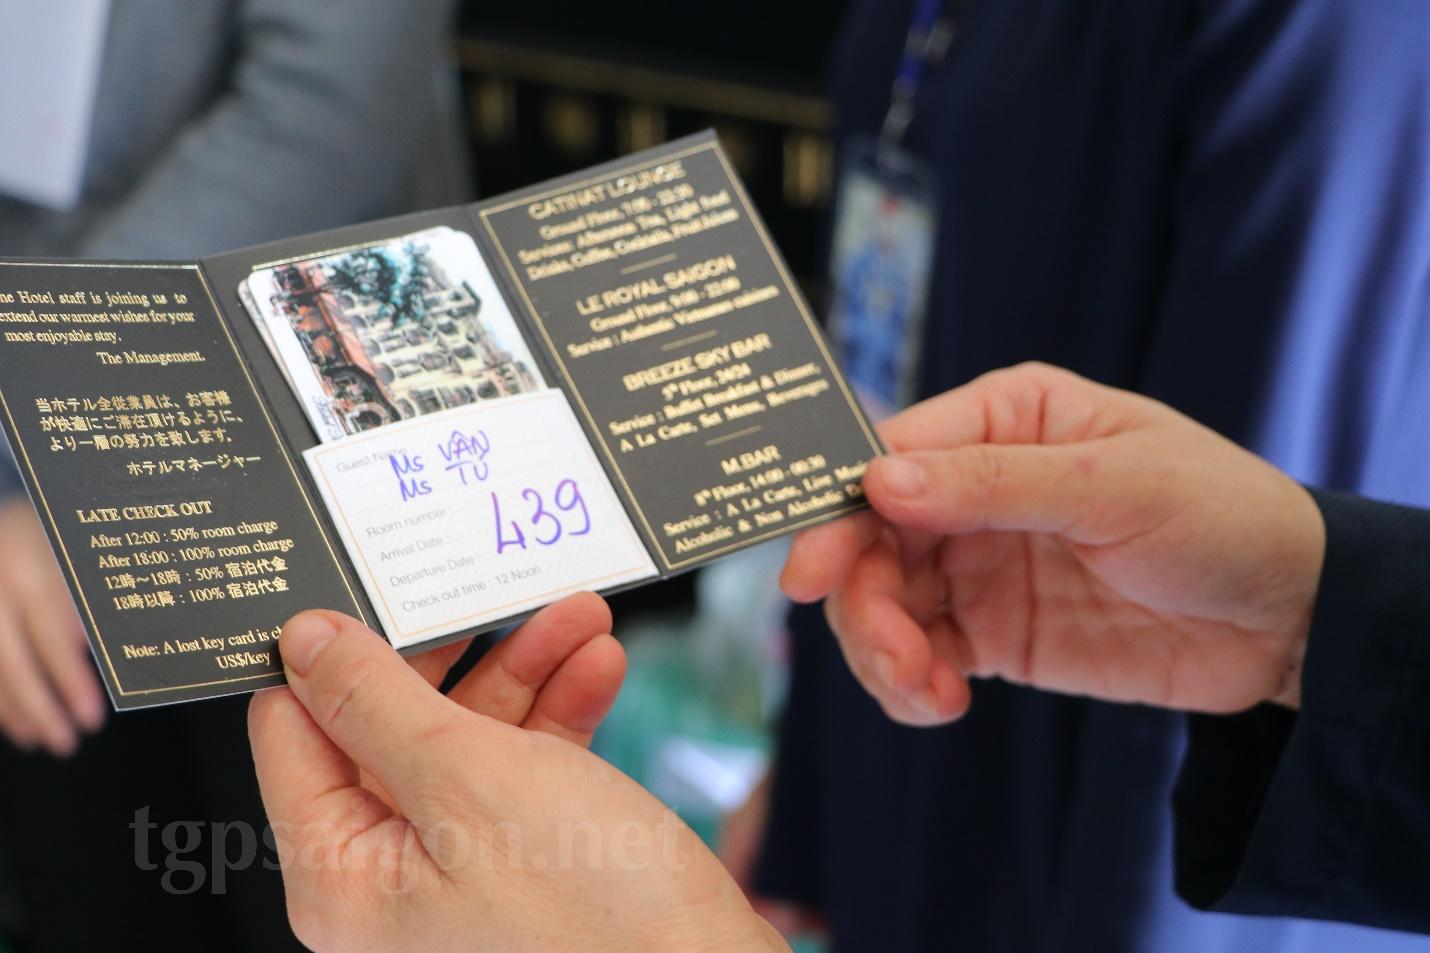 ne Hotel staff is joining us to
extend our warmest wishes for your
most enjoyable stay.
The Management.
当ホテル全従業員は、お客様
が快適にご滞在頂けるように、
より一層の努力を致します。
ホテルマネージャー
LATE CHECK OUT
After 12:00 : 50% room charge
After 18:00 : 100% room charge
12時～18時 : 50% 宿泊代金
18時以降 : 100% 宿泊代金
Note: A lost key card is ch
US$/key
Guest Name
Ms VÂN
Ms TÚ
Room number :
439
Arrival Date :
Departure Date :
Check out time : 12 Noon
CATINAT LOUNGE
Ground Floor, 7:00 - 22:30
Services: Afternoon Tea, Light food
Drinks, Coffee, Cocktails, Fruit Juices
LE ROYAL SAIGON
Ground Floor, 9:00 - 22:00
Service : Authentic Vietnamese cuisines
BREEZE SKY BAR
5th Floor, 24/24
Service : Buffet Breakfast & Dinner,
A La Carte, Set Menu, Beverages
M.BAR
8th Floor, 14:00 - 00:30
Service : A La Carte, Live Music
Alcoholic & Non Alcoholic D
tgpsaigon.net